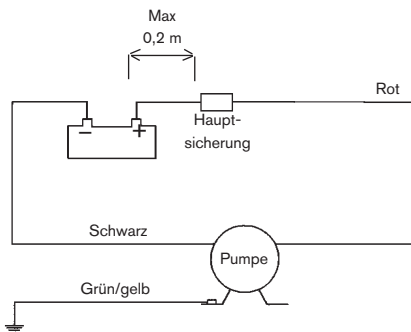 Max
0,2 m
Rot
Haupt-
sicherung
Schwarz
Pumpe
Grün/gelb